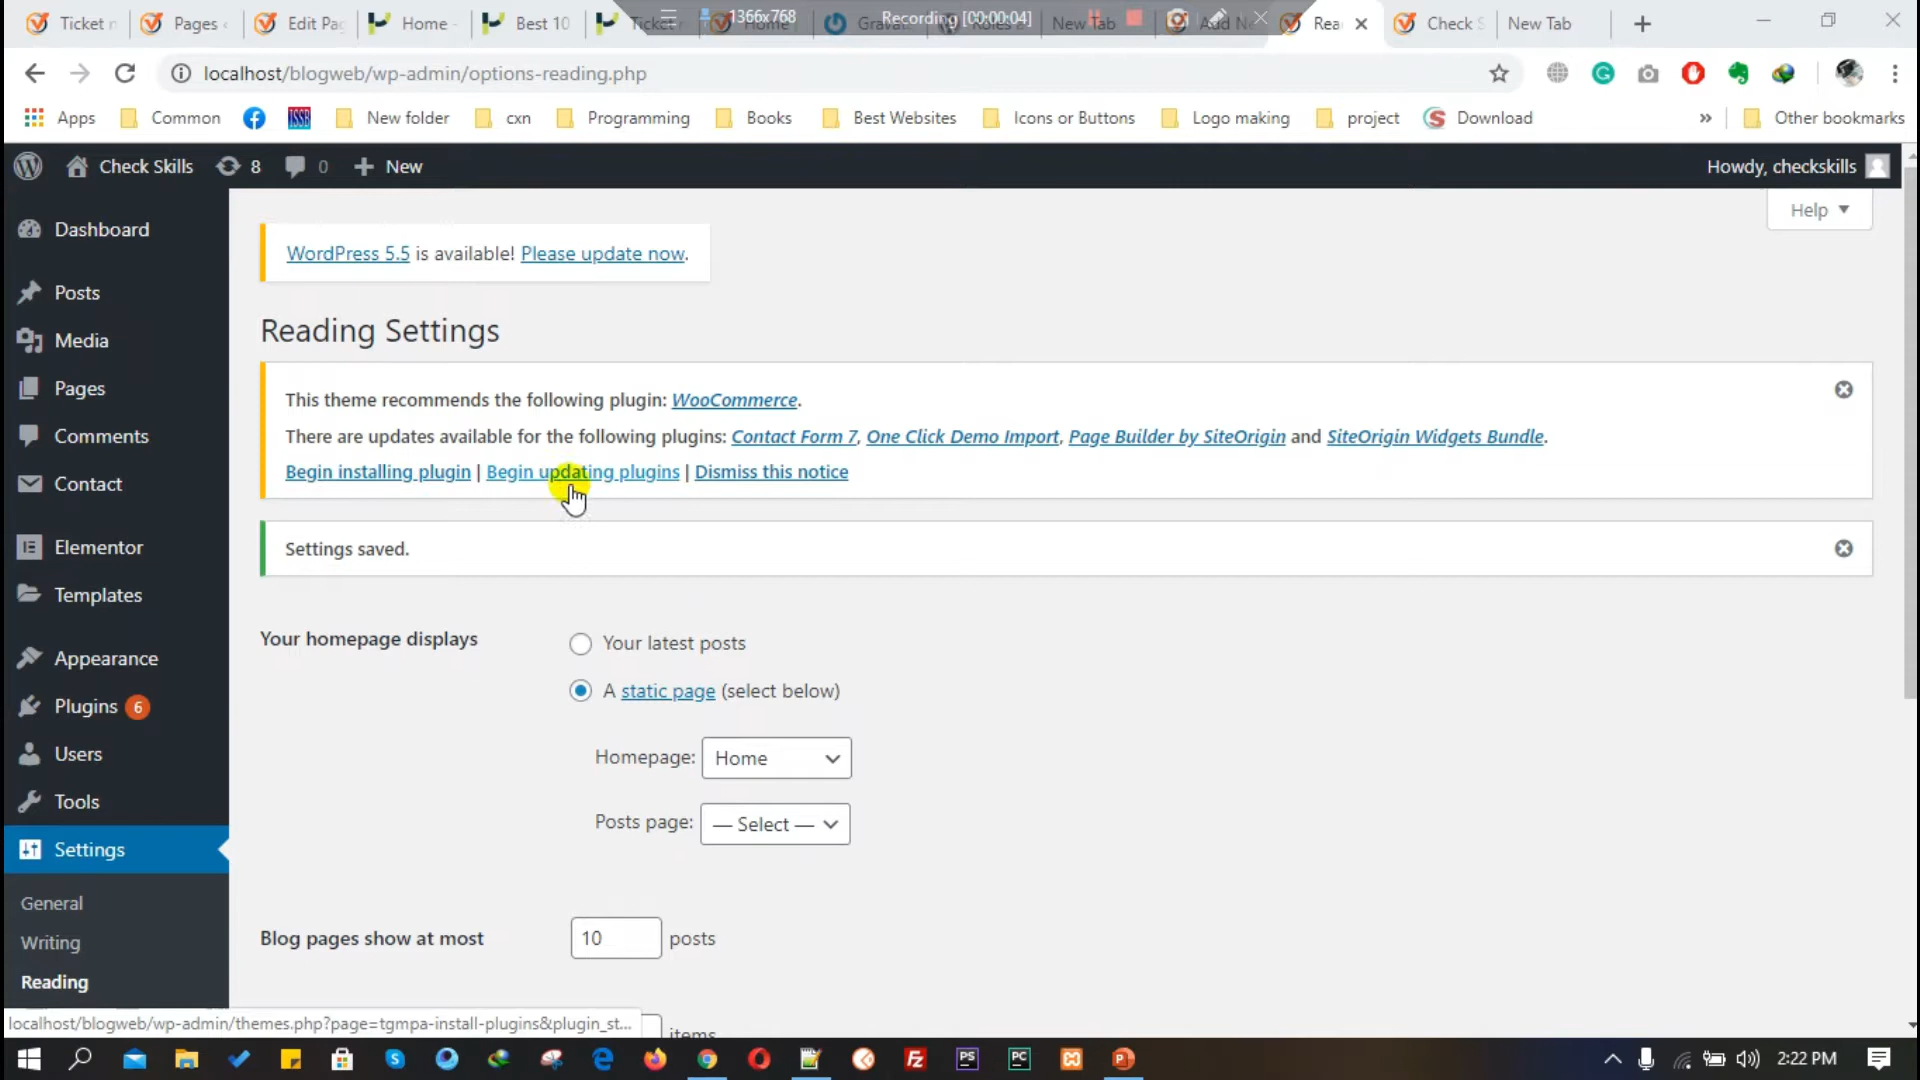 Ticket
Pages
Edit Pag
Home
Best 10
1366x768
Recording [00:00:04]
New Tab
Add N
Rea
Check S
New Tab
localhost/blogweb/wp-admin/options-reading.php
Apps
Common
ISSB
New folder
cxn
Programming
Books
Best Websites
Icons or Buttons
Logo making
project
Download
»
Other bookmarks
Check Skills
8
0
New
Howdy, checkskills
Help
Dashboard
Posts
Media
Pages
Comments
Contact
Elementor
Templates
Appearance
Plugins 6
Users
Tools
Settings
General
Writing
Reading
WordPress 5.5 is available! Please update now.
Reading Settings
This theme recommends the following plugin: WooCommerce.
There are updates available for the following plugins: Contact Form 7, One Click Demo Import, Page Builder by SiteOrigin and SiteOrigin Widgets Bundle.
Begin installing plugin | Begin updating plugins | Dismiss this notice
Settings saved.
Your homepage displays
Your latest posts
A static page (select below)
Homepage: Home
Posts page: — Select —
Blog pages show at most 10 posts
items
localhost/blogweb/wp-admin/themes.php?page=tgmpa-install-plugins&plugin_st...
2:22 PM